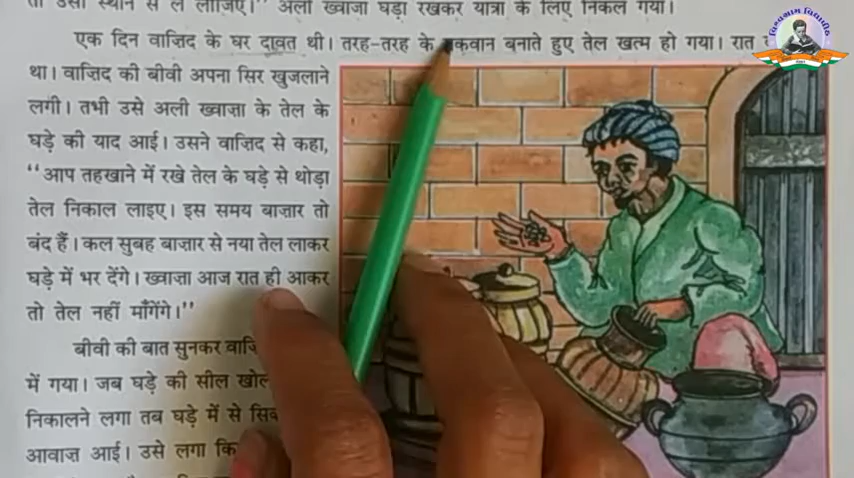 तो उसी स्थान से ले लीजिए।" अली ख्वाज़ा घड़ा रखकर यात्रा के लिए निकल गया।
एक दिन वाज़िद के घर दावत थी। तरह-तरह के पकवान बनाते हुए तेल खत्म हो गया। रात
था। वाज़िद की बीवी अपना सिर खुजलाने
लगी। तभी उसे अली ख्वाज़ा के तेल के
घड़े की याद आई। उसने वाज़िद से कहा,
"आप तहखाने में रखे तेल के घड़े से थोड़ा
तेल निकाल लाइए। इस समय बाज़ार तो
बंद हैं। कल सुबह बाज़ार से नया तेल लाकर
घड़े में भर देंगे। ख्वाज़ा आज रात ही आकर
तो तेल नहीं माँगेंगे।"
बीवी की बात सुनकर
में गया। जब घड़े की सील
निकालने लगा तब घड़े में से
आवाज़ आई। उसे लगा कि